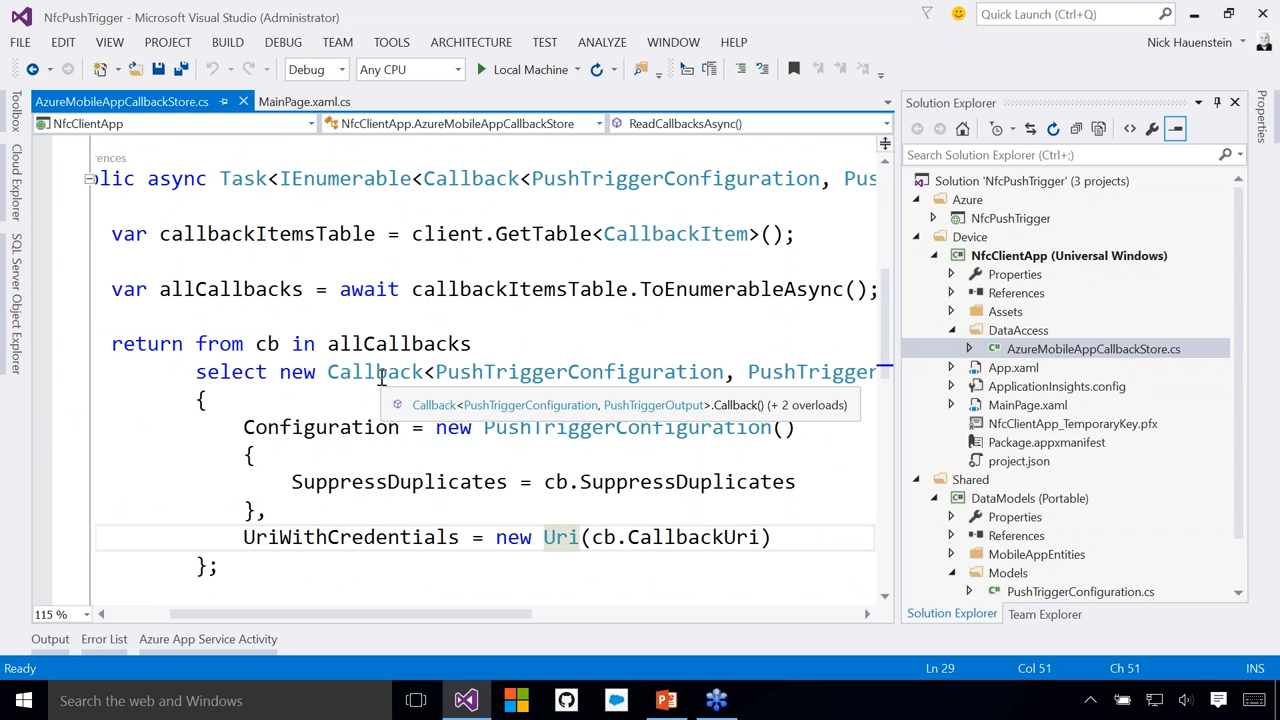 NfcPushTrigger - Microsoft Visual Studio (Administrator)
Quick Launch (Ctrl+Q)
FILE EDIT VIEW PROJECT BUILD DEBUG TEAM TOOLS ARCHITECTURE TEST ANALYZE WINDOW HELP
Nick Hauenstein
Debug Any CPU Local Machine
AzureMobileAppCallbackStore.cs MainPage.xaml.cs
NfcClientApp NfcClientApp.AzureMobileAppCallbackStore ReadCallbacksAsync()
Toolbox
Cloud Explorer
SQL Server Object Explorer
erences
olic async Task<IEnumerable<Callback<PushTriggerConfiguration, Pus
var callbackItemsTable = client.GetTable<CallbackItem>();
var allCallbacks = await callbackItemsTable.ToEnumerableAsync();
return from cb in allCallbacks
select new Callback<PushTriggerConfiguration, PushTrigger
{
Callback<PushTriggerConfiguration, PushTriggerOutput>.Callback() (+ 2 overloads)
Configuration = new PushTriggerConfiguration()
{
SuppressDuplicates = cb.SuppressDuplicates
},
UriWithCredentials = new Uri(cb.CallbackUri)
};
115 %
Output Error List Azure App Service Activity
Solution Explorer
Search Solution Explorer (Ctrl+;)
Solution 'NfcPushTrigger' (3 projects)
Azure
NfcPushTrigger
Device
NfcClientApp (Universal Windows)
Properties
References
Assets
DataAccess
C# AzureMobileAppCallbackStore.cs
App.xaml
ApplicationInsights.config
MainPage.xaml
NfcClientApp_TemporaryKey.pfx
Package.appxmanifest
project.json
Shared
C# DataModels (Portable)
Properties
References
MobileAppEntities
Models
C# PushTriggerConfiguration.cs
Solution Explorer Team Explorer
Properties
Ready Ln 29 Col 51 Ch 51 INS
Search the web and Windows